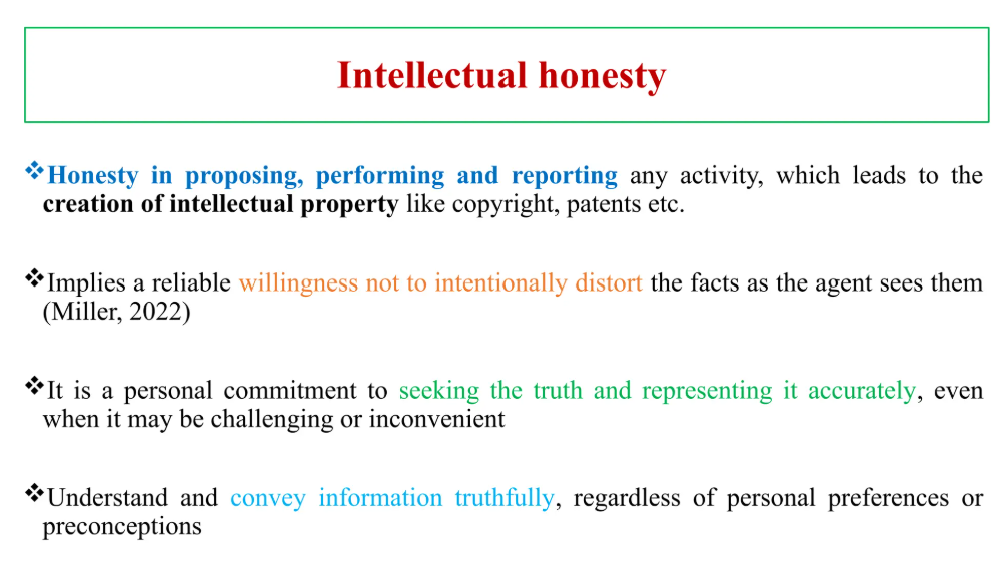 Intellectual honesty
❖Honesty in proposing, performing and reporting any activity, which leads to the
creation of intellectual property like copyright, patents etc.
❖Implies a reliable willingness not to intentionally distort the facts as the agent sees them
(Miller, 2022)
❖It is a personal commitment to seeking the truth and representing it accurately, even
when it may be challenging or inconvenient
❖Understand and convey information truthfully, regardless of personal preferences or
preconceptions